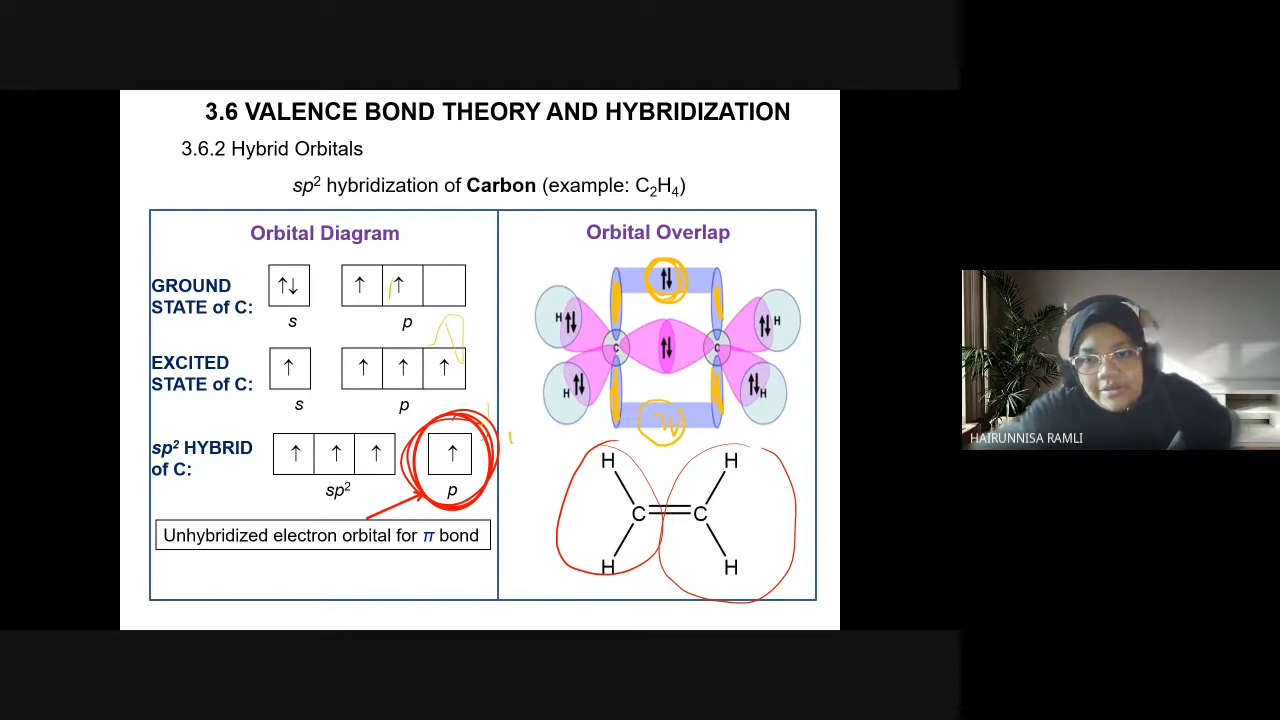 3.6 VALENCE BOND THEORY AND HYBRIDIZATION
3.6.2 Hybrid Orbitals
sp² hybridization of Carbon (example: C₂H₄)
Orbital Diagram
GROUND
STATE of C:
↑↓ ↑ ↑
s p
EXCITED
STATE of C:
↑ ↑ ↑ ↑
s p
sp² HYBRID
of C:
↑ ↑ ↑ ↑
sp² p
Unhybridized electron orbital for π bond
Orbital Overlap
↑↓
H ↑↓ ↑↓ H
C ↑↓ C
H ↑↓ ↑↓ H
H H
C=C
H H
HAIRUNNISA RAMLI